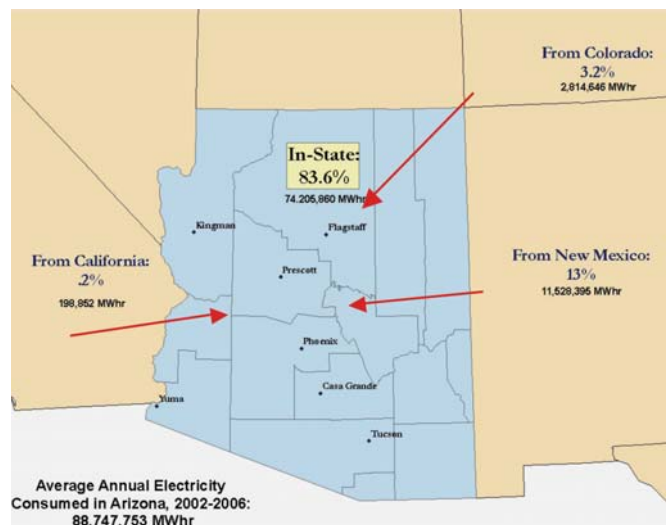 From Colorado:
3.2%
2,814,646 MWhr
In-State:
83.6%
74.205,860 MWhr
Kingman
Flagstaff
From California:
.2%
198,852 MWhr
From New Mexico:
13%
11,528,395 MWhr
Prescott
Phoenix
Casa Grande
Yuma
Tucson
Average Annual Electricity
Consumed in Arizona, 2002-2006:
88,747,753 MWhr